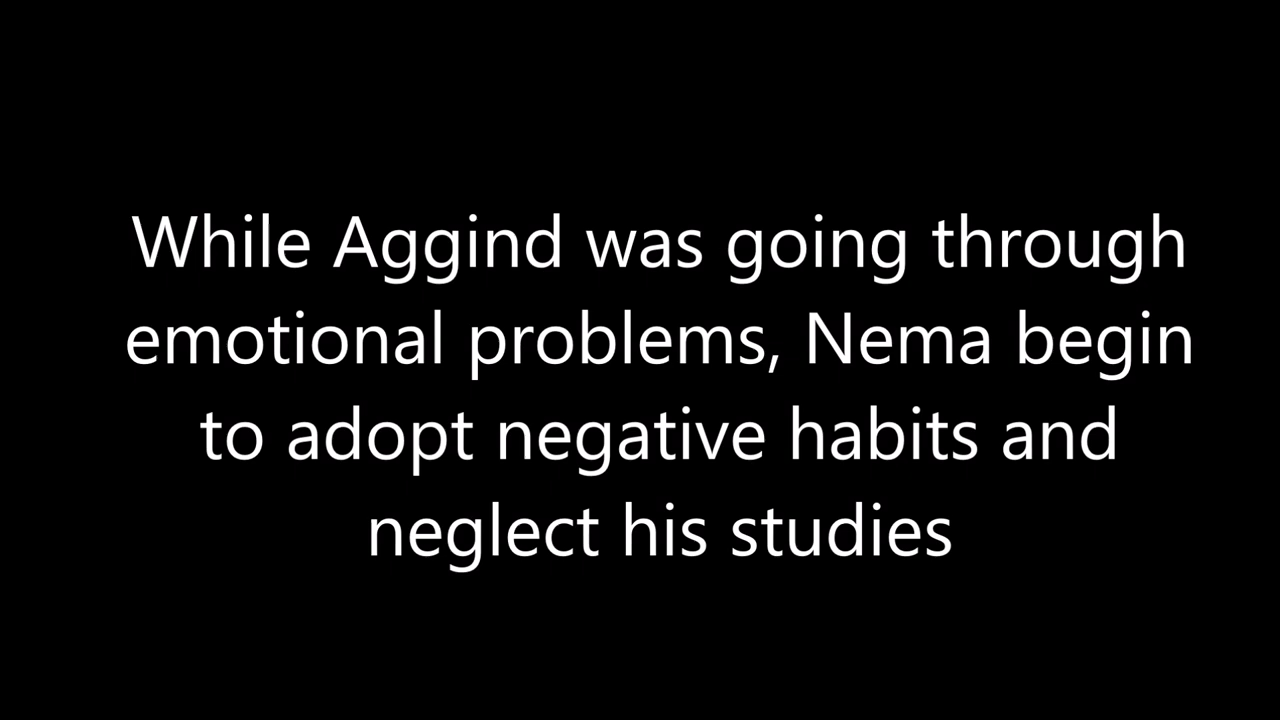 While Aggind was going through
emotional problems, Nema begin
to adopt negative habits and
neglect his studies